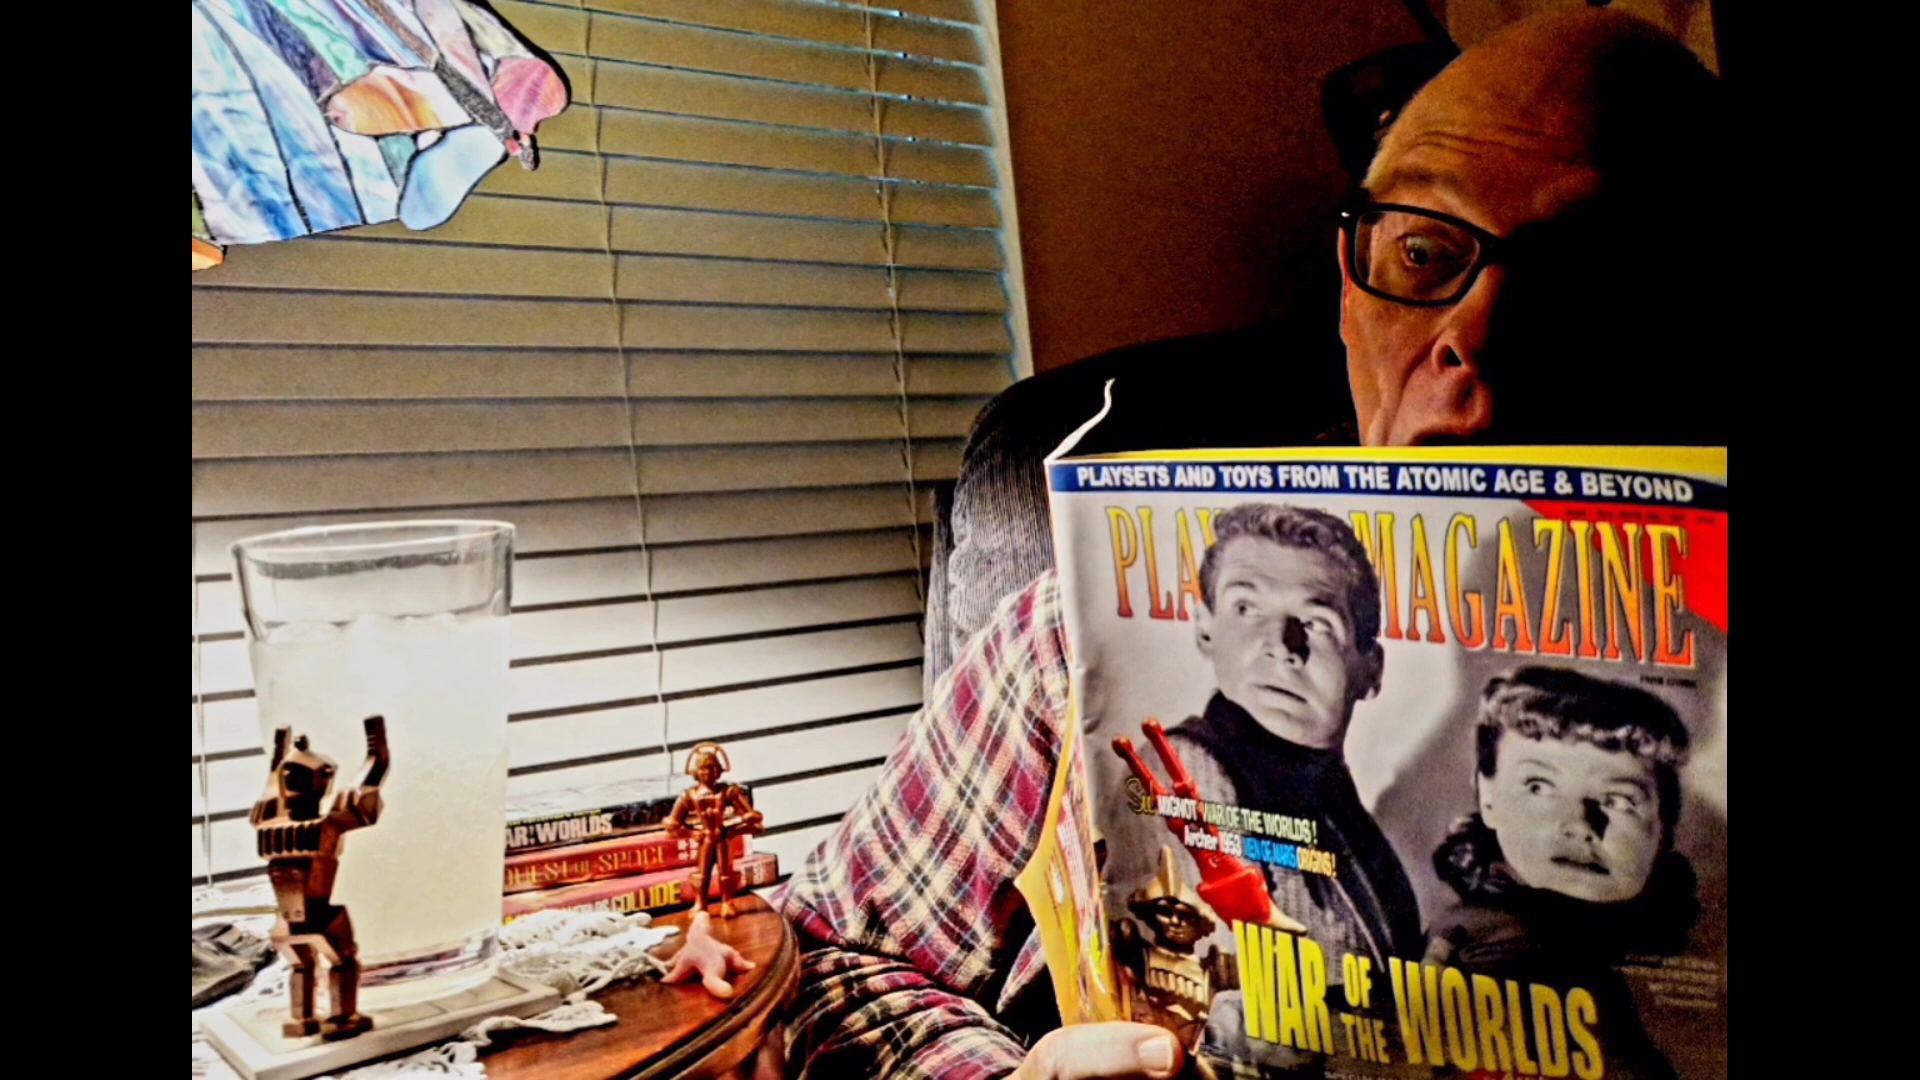 PLAYSETS AND TOYS FROM THE ATOMIC AGE & BEYOND
PLA MAGAZINE
See MIGNOT WAR OF THE WORLDS!
Archer 1953 MEN OF MARS ORIGINS!
WAR OF THE WORLDS
AR WORLDS
QUEST OF SPACE
COLLIDE